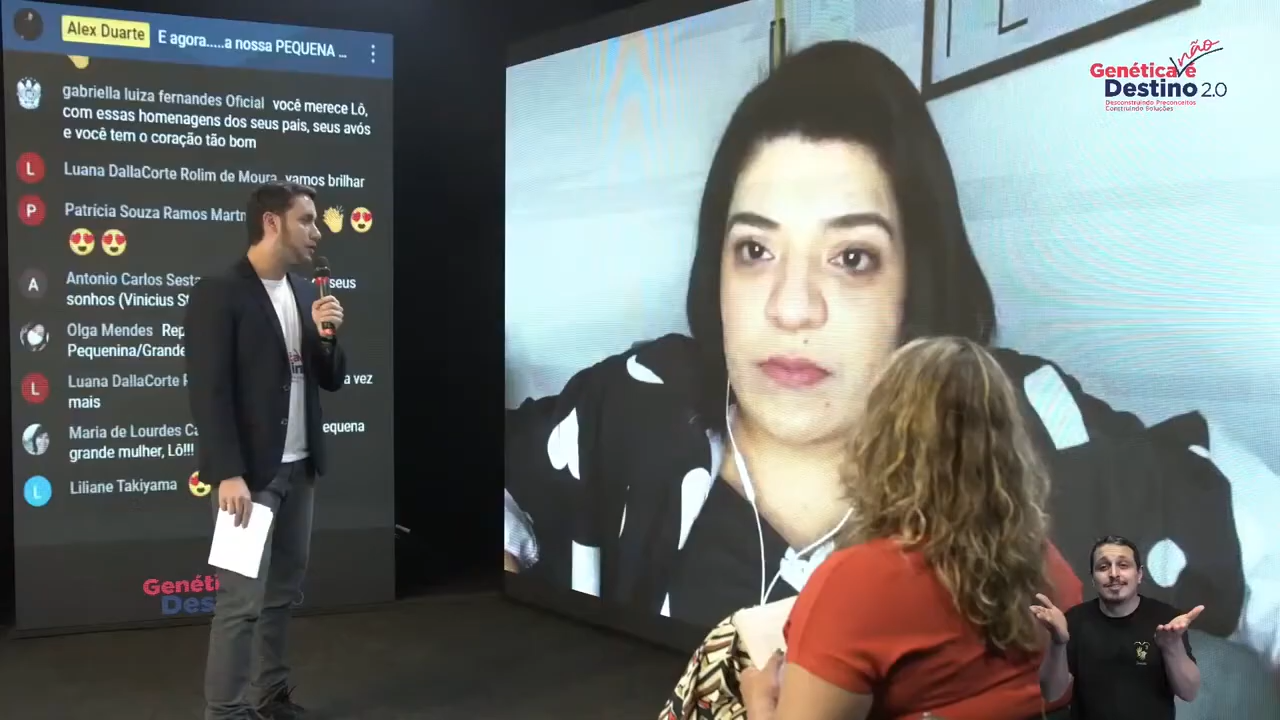 Alex Duarte E agora.....a nossa PEQUENA ...
gabriella luiza fernandes Oficial você merece Lô,
com essas homenagens dos seus pais, seus avós
e você tem o coração tão bom
L Luana DallaCorte Rolim de Moura vamos brilhar
P Patrícia Souza Ramos
A Antonio Carlos seus
sonhos (Vinicius
Olga Mendes
Pequenina/Grande
L Luana DallaCorte vez
mais
Maria de Lourdes
grande mulher, Lô!!!
L Liliane Takiyama
não
Genética é
Destino 2.0
Desconstruindo Preconceitos
Construindo Soluções